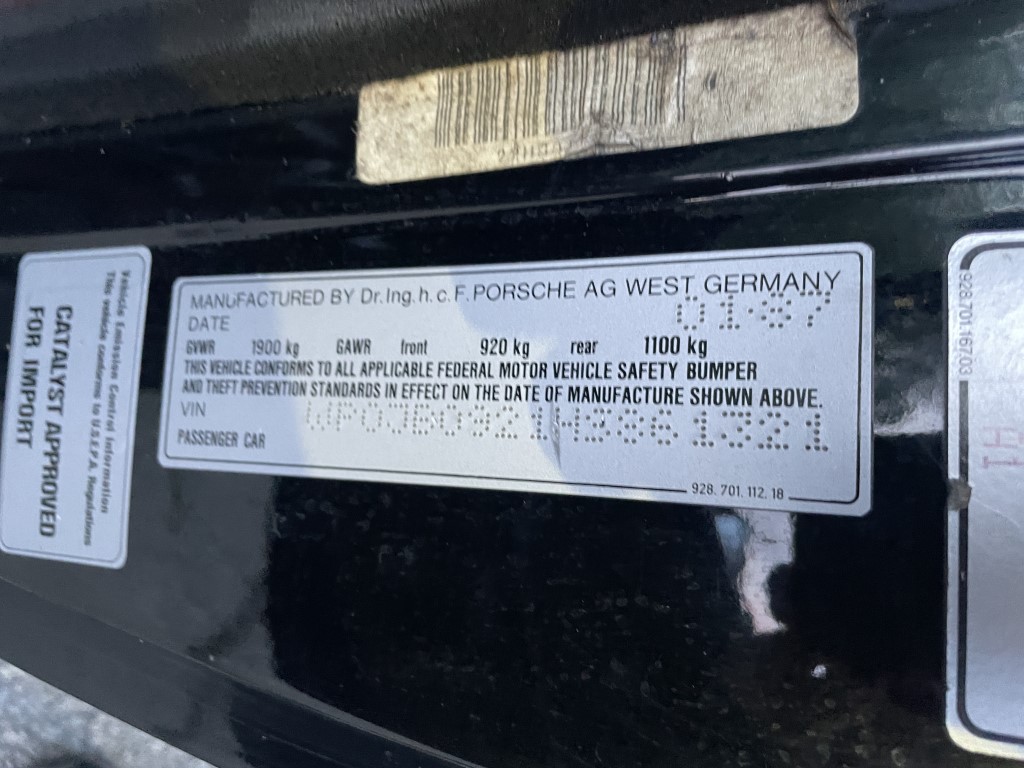 Vehicle Emission Control Information
This vehicle conforms to U.S.E.P.A. Regulations
CATALYST APPROVED
FOR IMPORT
MANUFACTURED BY Dr.Ing.h.c.F.PORSCHE AG WEST GERMANY
DATE 01·87
GVWR 1900 kg GAWR front 920 kg rear 1100 kg
THIS VEHICLE CONFORMS TO ALL APPLICABLE FEDERAL MOTOR VEHICLE SAFETY BUMPER
AND THEFT PREVENTION STANDARDS IN EFFECT ON THE DATE OF MANUFACTURE SHOWN ABOVE.
VIN WP0JB0921HS861321
PASSENGER CAR
928.701.112.18
928.701.167.03